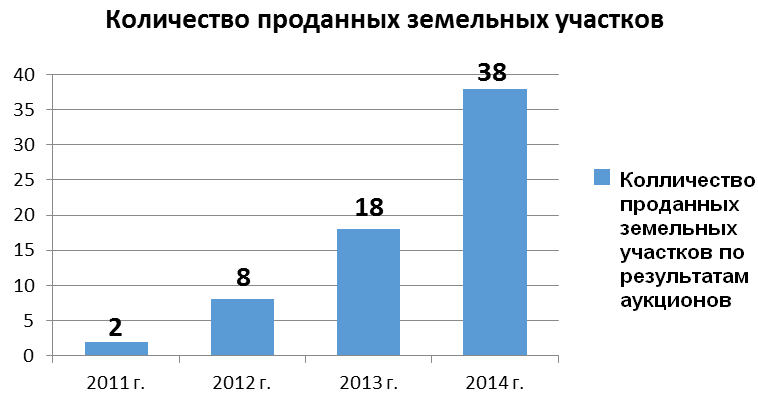 Количество проданных земельных участков
40
35
30
25
20
15
10
5
0
2
8
18
38
2011 г.
2012 г.
2013 г.
2014 г.
Колличество
проданных
земельных
участков по
результатам
аукционов